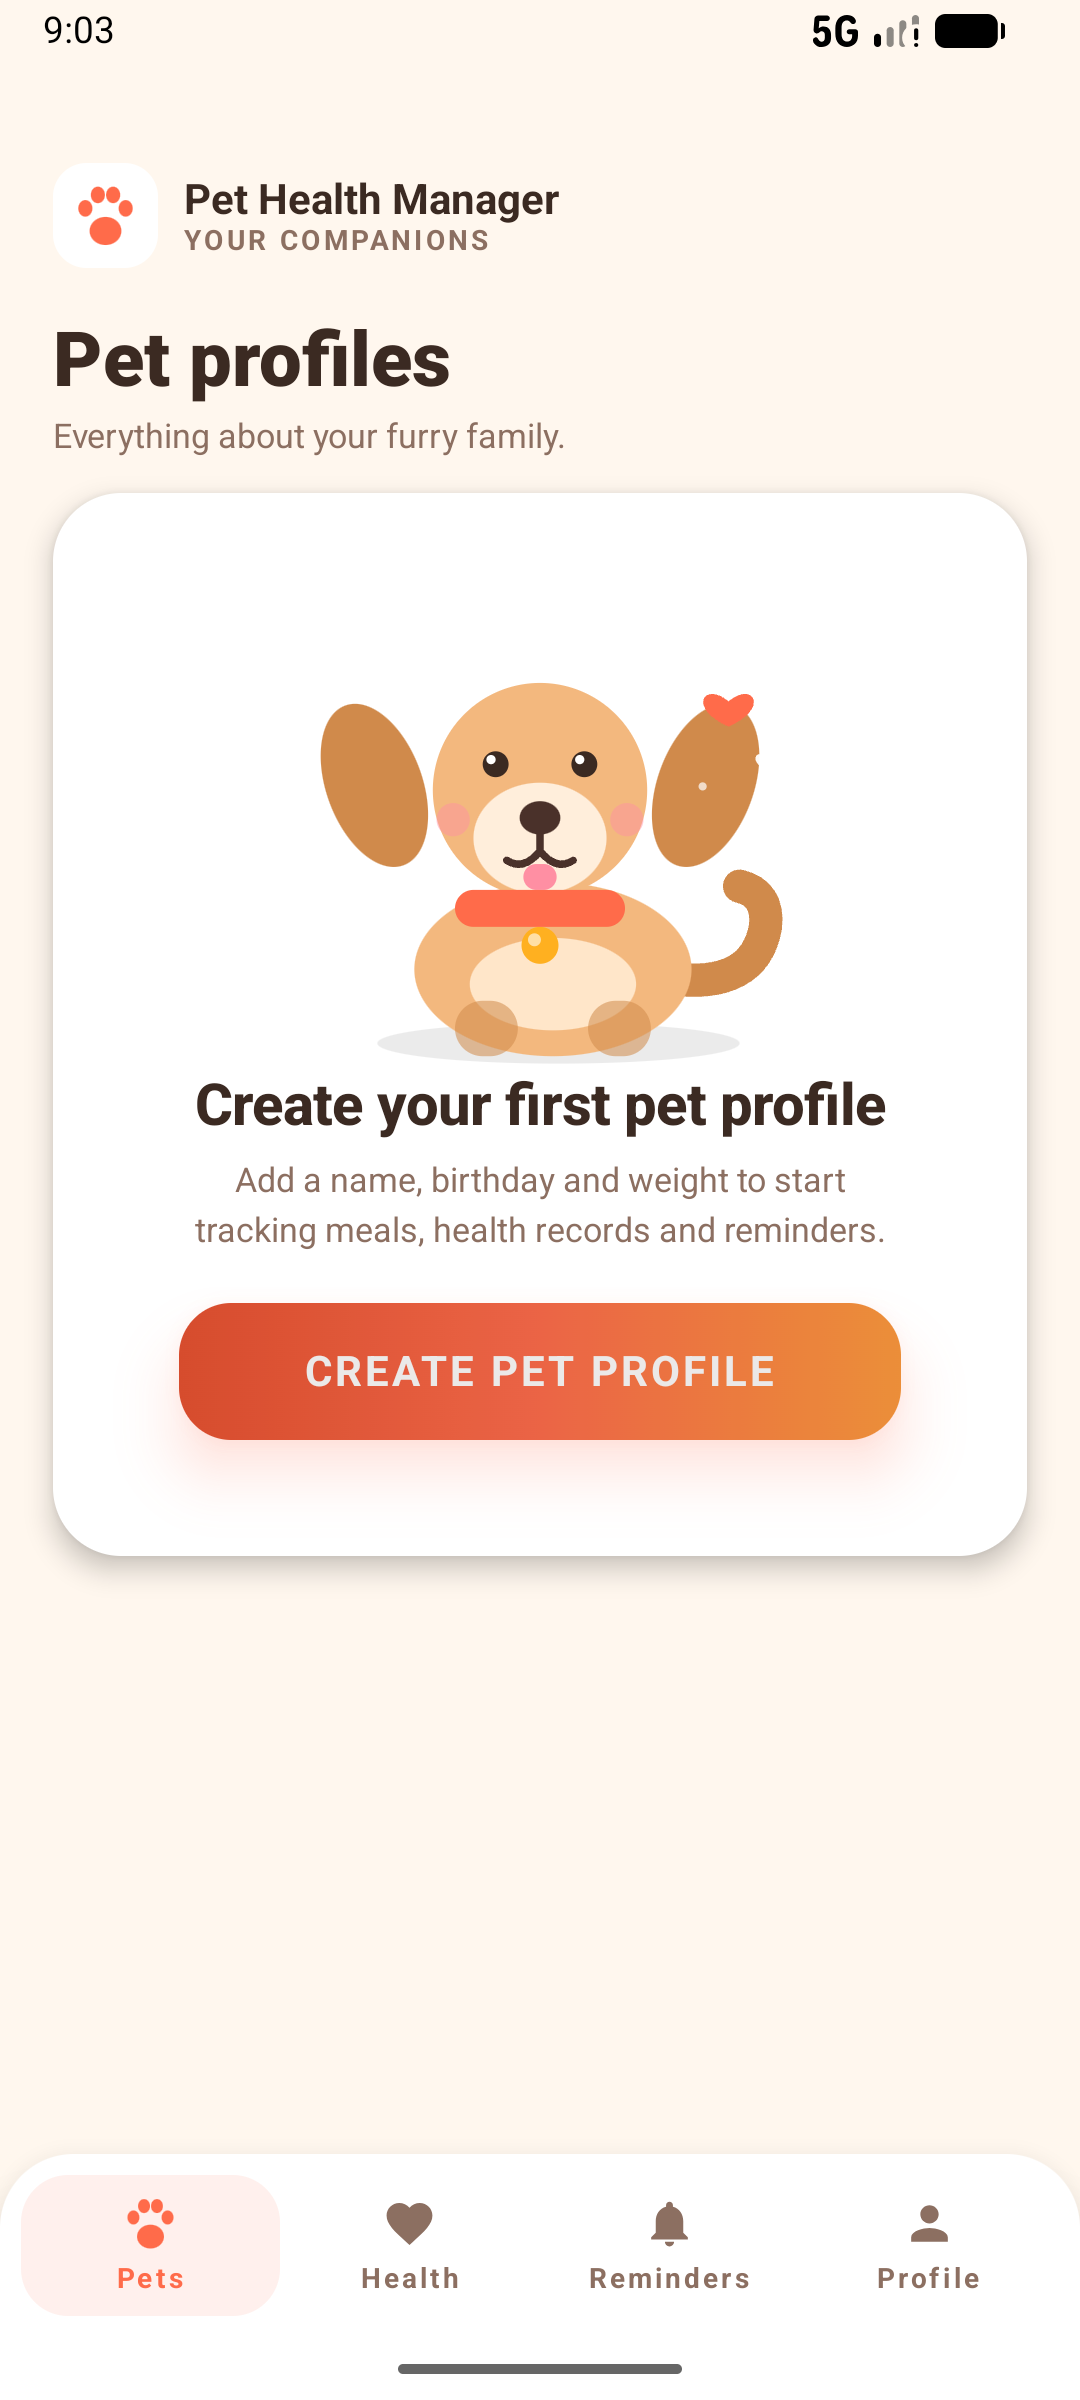 9:03
5G
Pet Health Manager
YOUR COMPANIONS
Pet profiles
Everything about your furry family.
Create your first pet profile
Add a name, birthday and weight to start
tracking meals, health records and reminders.
CREATE PET PROFILE
Pets
Health
Reminders
Profile